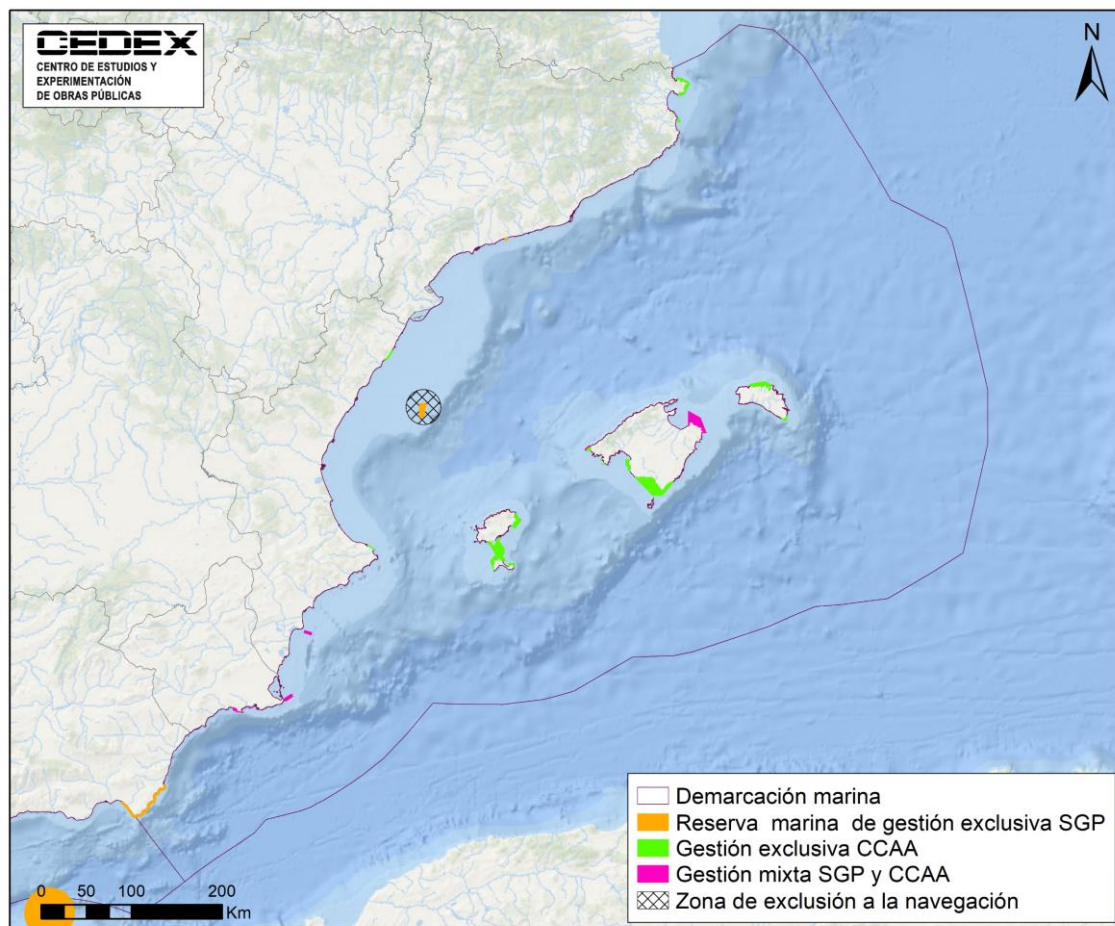 CEDEX
CENTRO DE ESTUDIOS Y
EXPERIMENTACIÓN
DE OBRAS PÚBLICAS
N
Demarcación marina
Reserva marina de gestión exclusiva SGP
Gestión exclusiva CCAA
Gestión mixta SGP y CCAA
Zona de exclusión a la navegación
0 50 100 200
Km